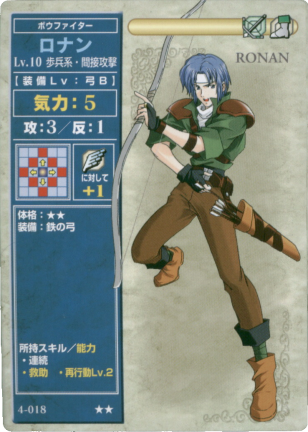 ボウファイター
ロナン
Lv.10 歩兵系・間接攻撃
【装備Lv：弓B】
気力：5
攻：3／反：1
に対して
+1
体格：★★
装備：鉄の弓
所持スキル／能力
・連続
・救助 ・再行動Lv.2
4-018 ★★
RONAN